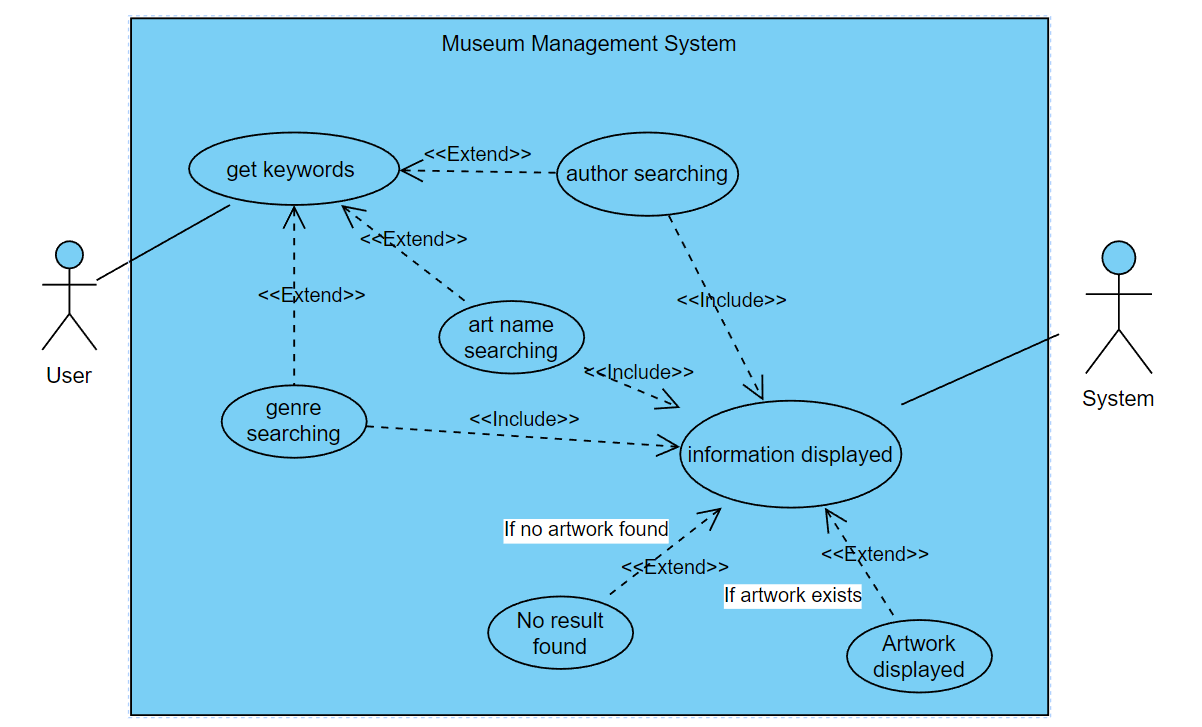 Museum Management System
<<Extend>>
get keywords
author searching
<<Extend>>
<<Extend>>
<<Include>>
art name
searching
User
<<Include>>
System
genre
searching
<<Include>>
information displayed
If no artwork found
<<Extend>>
<<Extend>>
If artwork exists
No result
found
Artwork
displayed